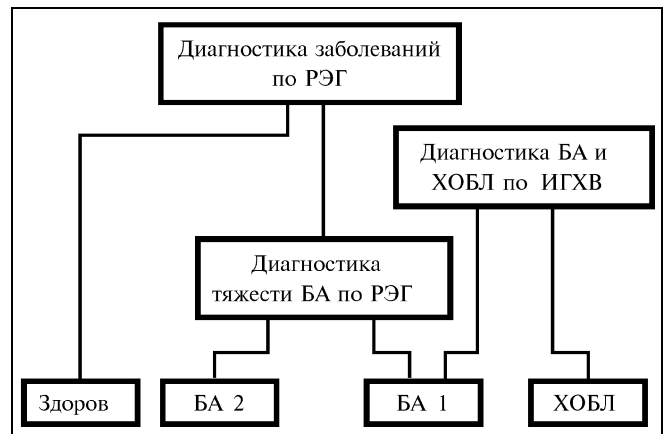 Диагностика заболеваний
по РЭГ
Диагностика БА и
ХОБЛ по ИГХВ
Диагностика
тяжести БА по РЭГ
Здоров
БА 2
БА 1
ХОБЛ